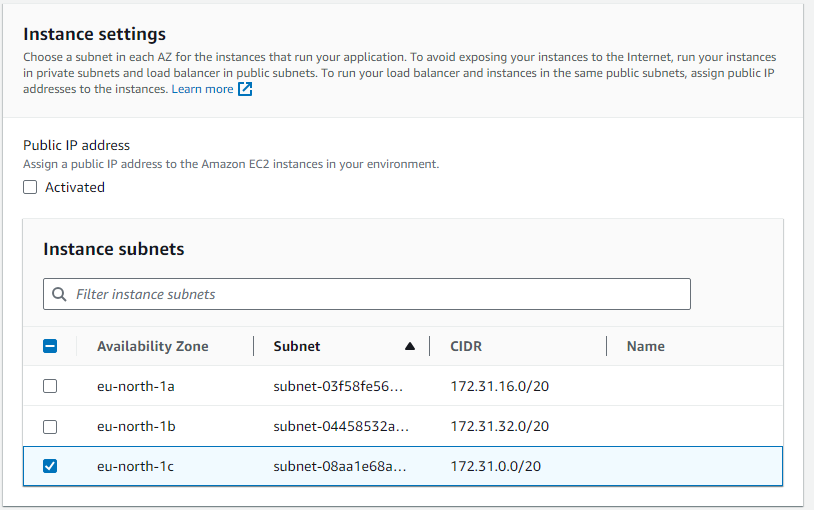 Instance settings
Choose a subnet in each AZ for the instances that run your application. To avoid exposing your instances to the Internet, run your instances
in private subnets and load balancer in public subnets. To run your load balancer and instances in the same public subnets, assign public IP
addresses to the instances. Learn more
Public IP address
Assign a public IP address to the Amazon EC2 instances in your environment.
Activated
Instance subnets
Filter instance subnets
Availability Zone Subnet CIDR Name
eu-north-1a subnet-03f58fe56... 172.31.16.0/20
eu-north-1b subnet-04458532a... 172.31.32.0/20
eu-north-1c subnet-08aa1e68a... 172.31.0.0/20